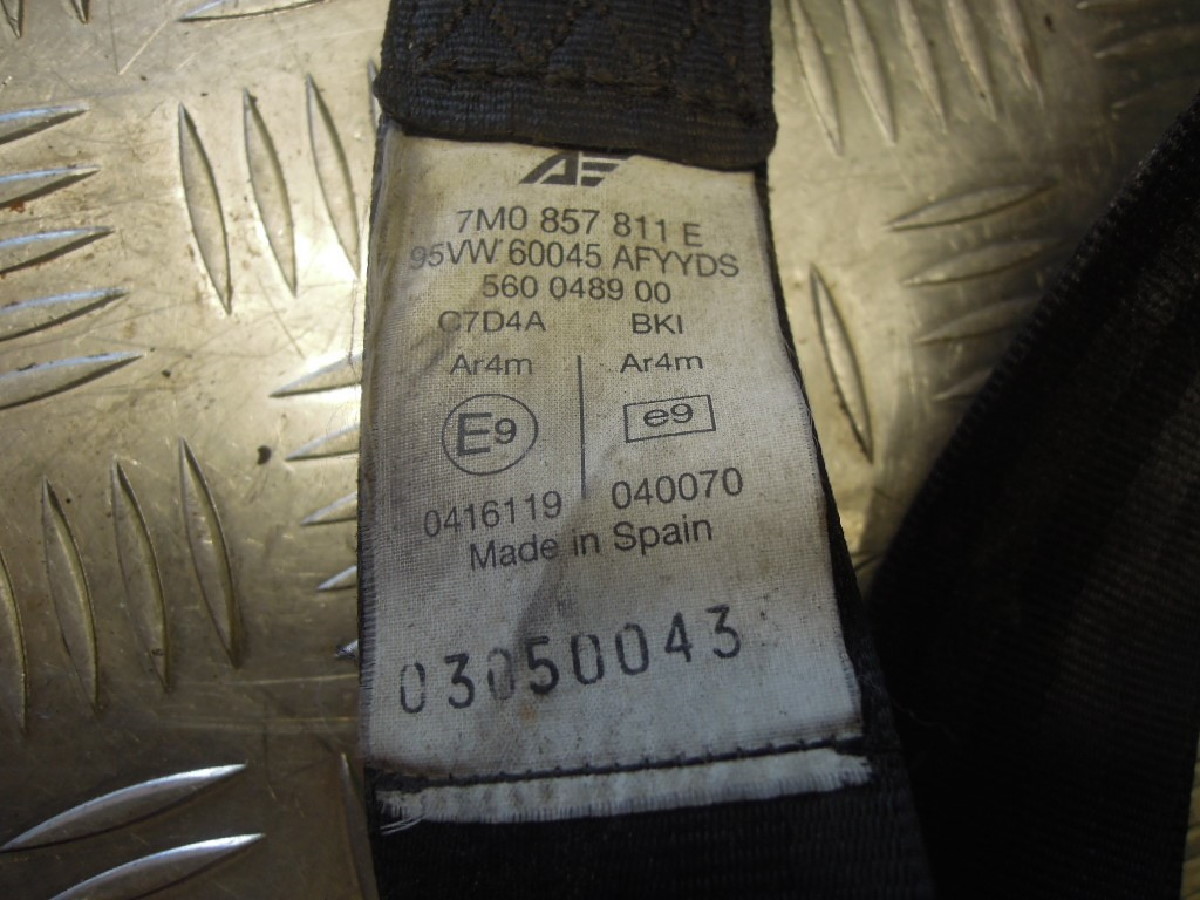 7M0 857 811 E
95VW 60045 AFYYDS
560 0489 00
C7D4A BKI
Ar4m Ar4m
E9 e9
0416119 040070
Made in Spain
03050043